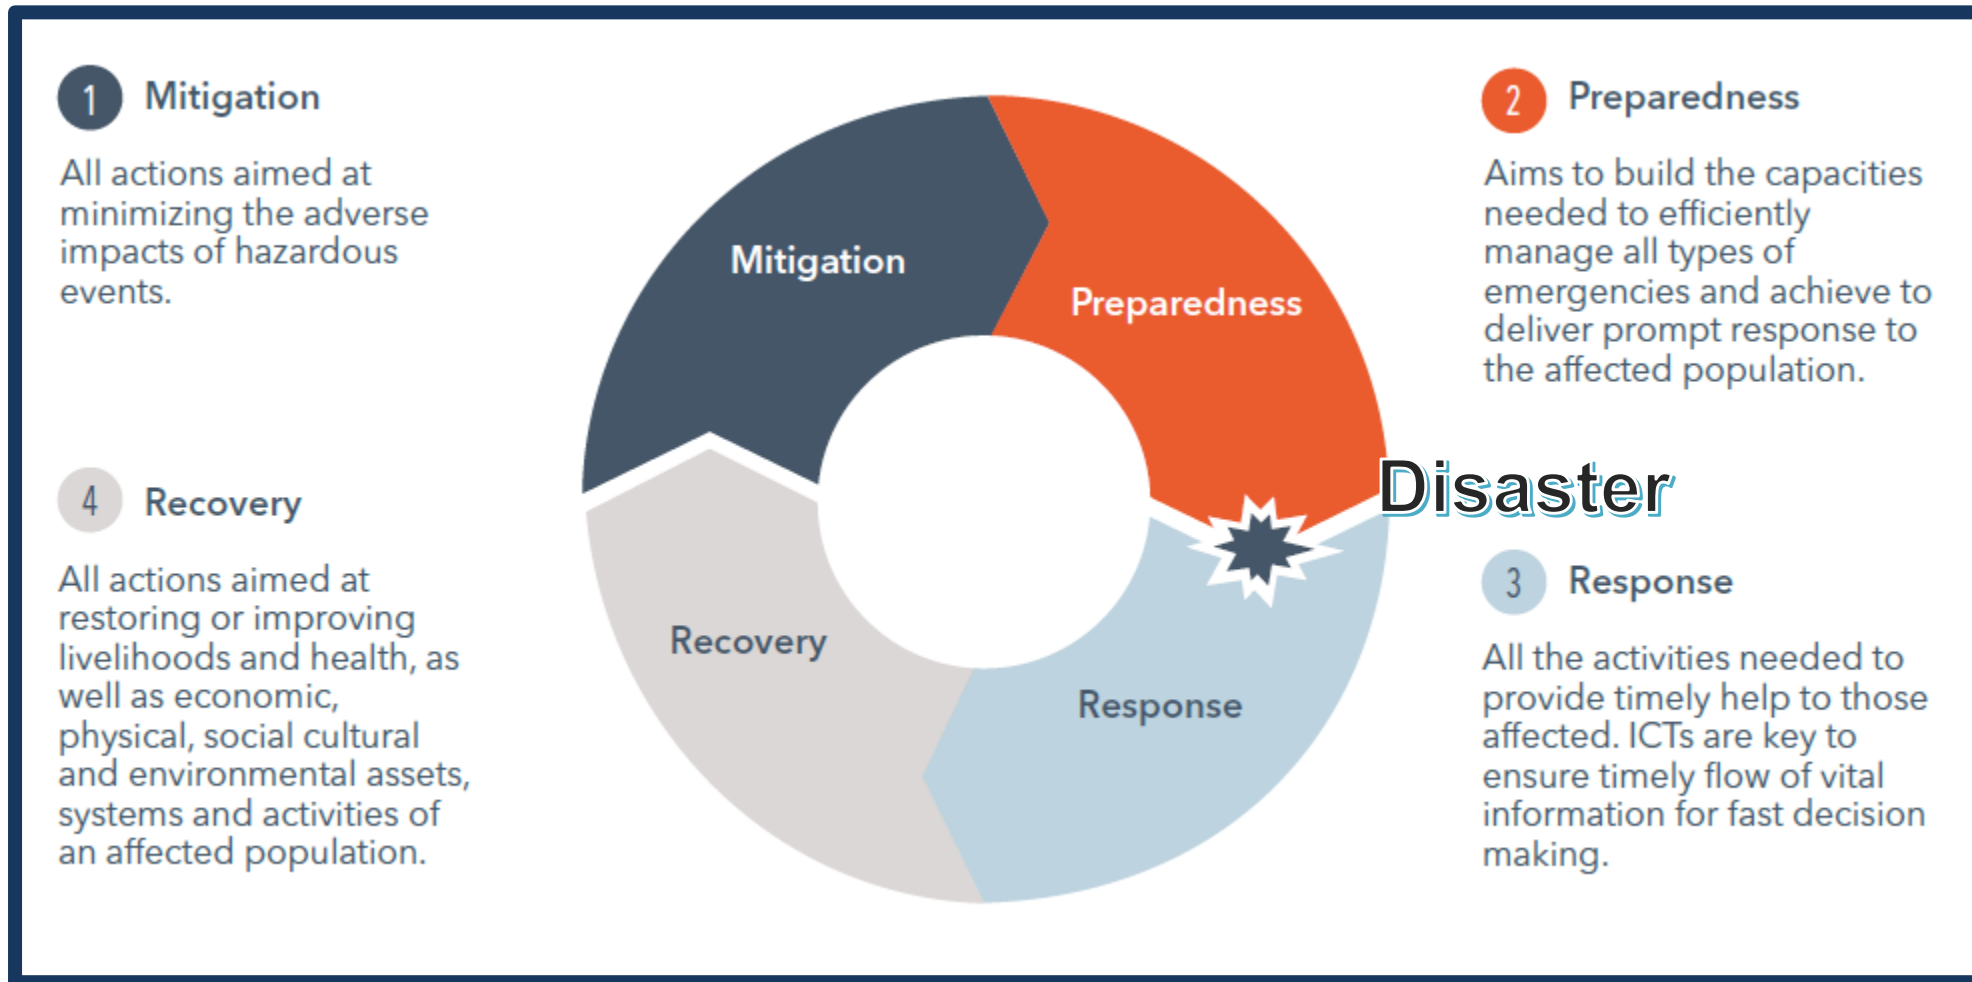 1 Mitigation
All actions aimed at
minimizing the adverse
impacts of hazardous
events.
2 Preparedness
Aims to build the capacities
needed to efficiently
manage all types of
emergencies and achieve to
deliver prompt response to
the affected population.
Mitigation
Preparedness
Disaster
4 Recovery
All actions aimed at
restoring or improving
livelihoods and health, as
well as economic,
physical, social cultural
and environmental assets,
systems and activities of
an affected population.
Recovery
Response
3 Response
All the activities needed to
provide timely help to those
affected. ICTs are key to
ensure timely flow of vital
information for fast decision
making.